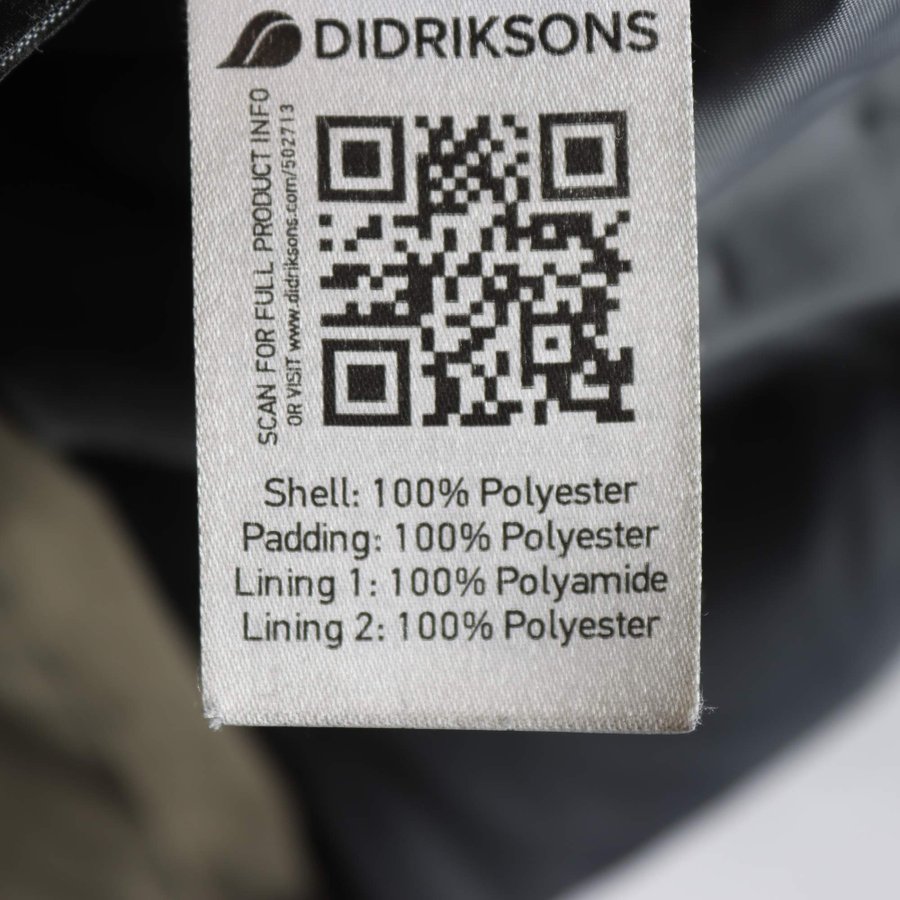 DIDRIKSONS
SCAN FOR FULL PRODUCT INFO
OR VISIT www.didriksons.com/502713
Shell: 100% Polyester
Padding: 100% Polyester
Lining 1: 100% Polyamide
Lining 2: 100% Polyester